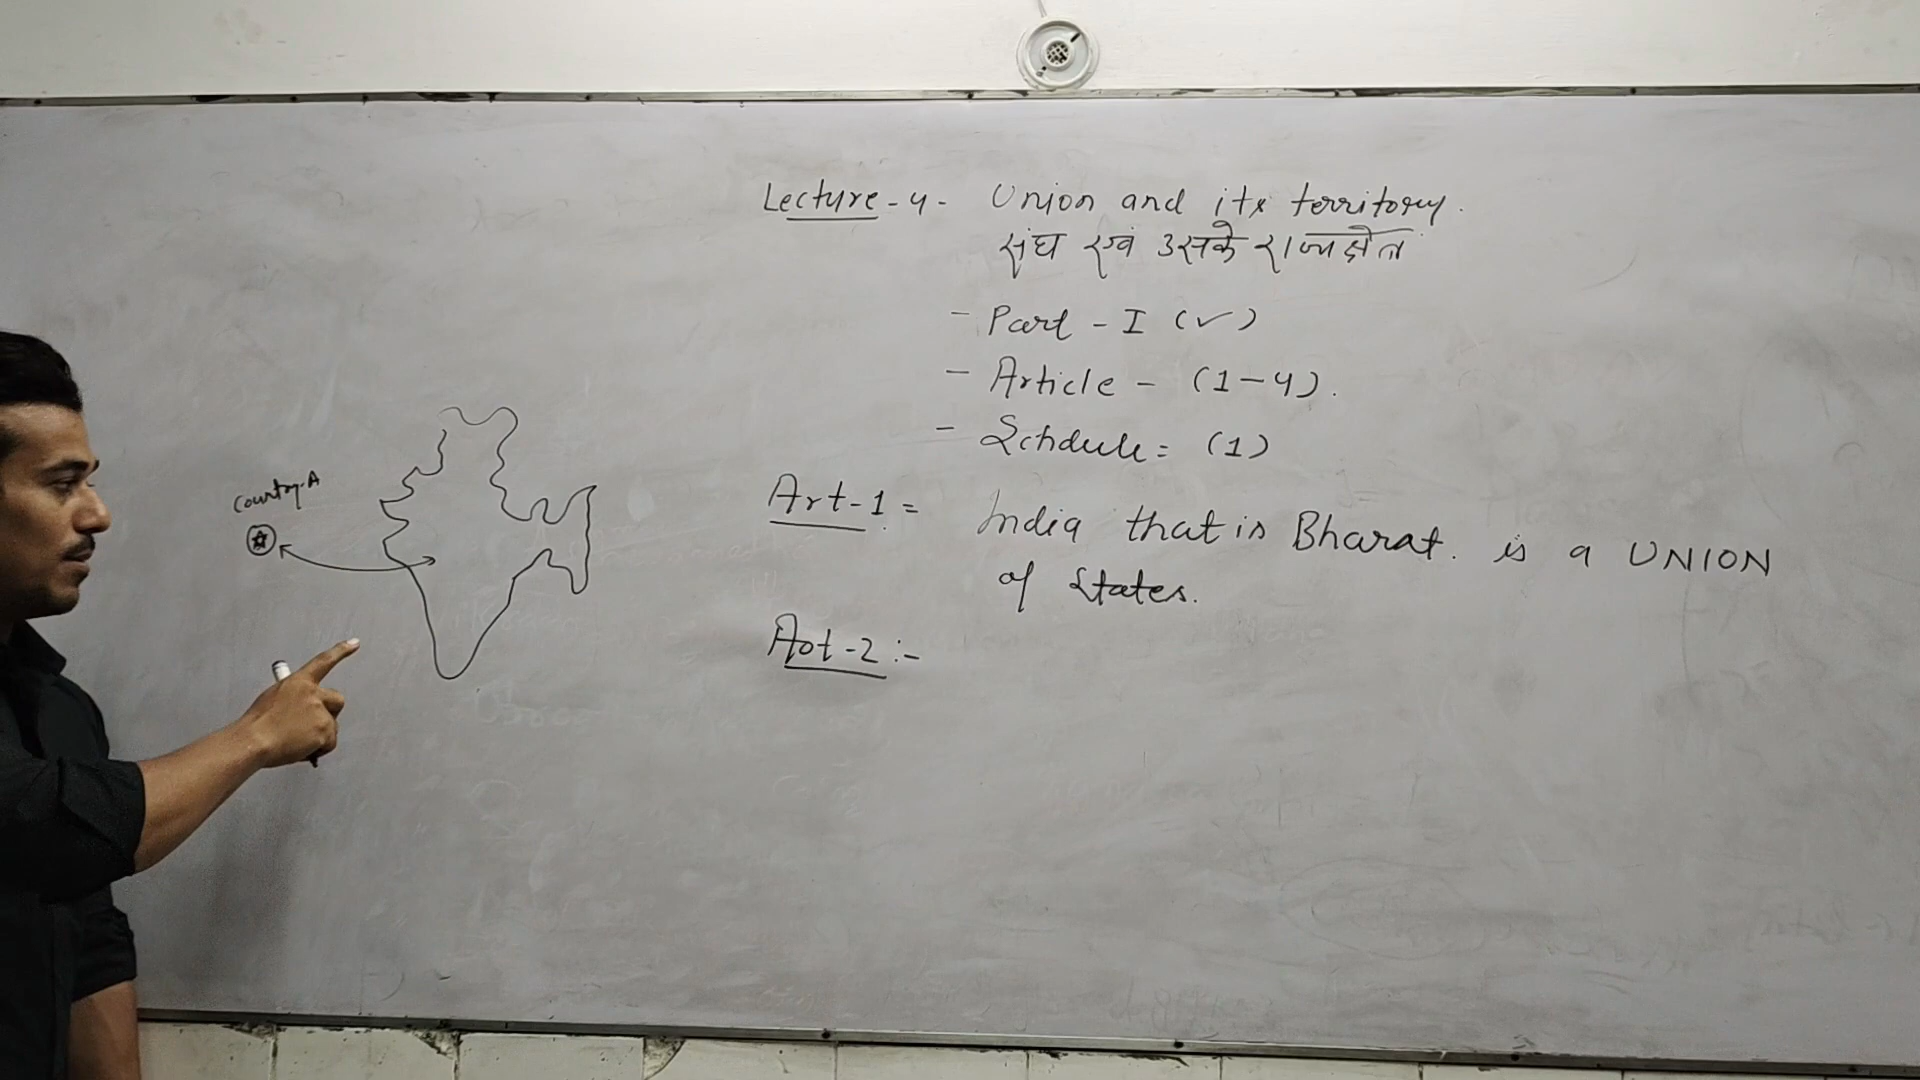 Lecture - 4 - Union and its territory.
संघ एवं उसके राज्यक्षेत्र
- Part - I (✓)
- Article - (1-4).
- Schdule = (1)
Country-A
Art-1 = India that is Bharat. is a UNION
of States.
Art-2 :-